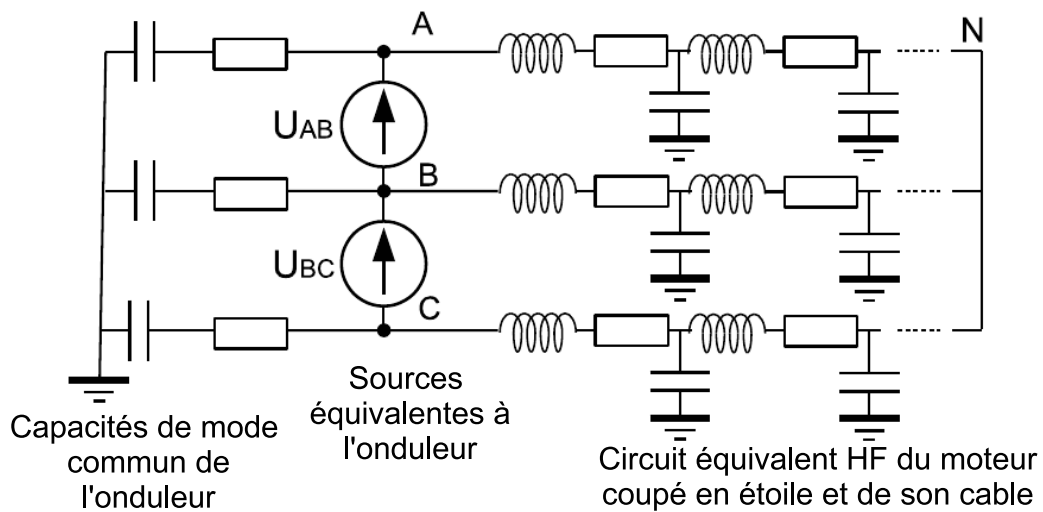 A
N
UAB
B
UBC
C
Sources
équivalentes à
l'onduleur
Capacités de mode
commun de
l'onduleur
Circuit équivalent HF du moteur
coupé en étoile et de son cable